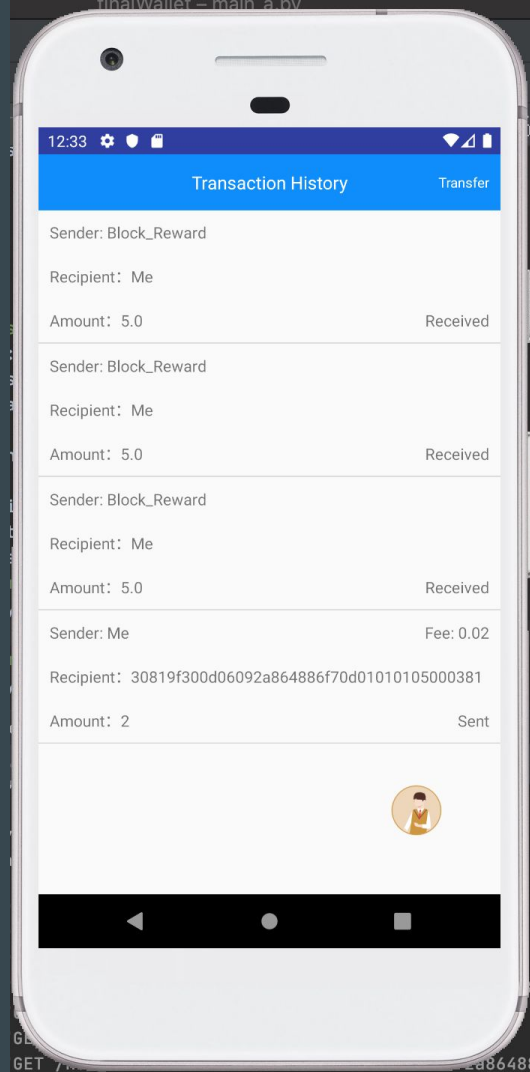 finalWallet – main_a.py
12:33
Transaction History
Transfer
Sender: Block_Reward
Recipient：Me
Amount：5.0
Received
Sender: Block_Reward
Recipient：Me
Amount：5.0
Received
Sender: Block_Reward
Recipient：Me
Amount：5.0
Received
Sender: Me
Fee: 0.02
Recipient：30819f300d06092a864886f70d01010105000381
Amount：2
Sent
GET